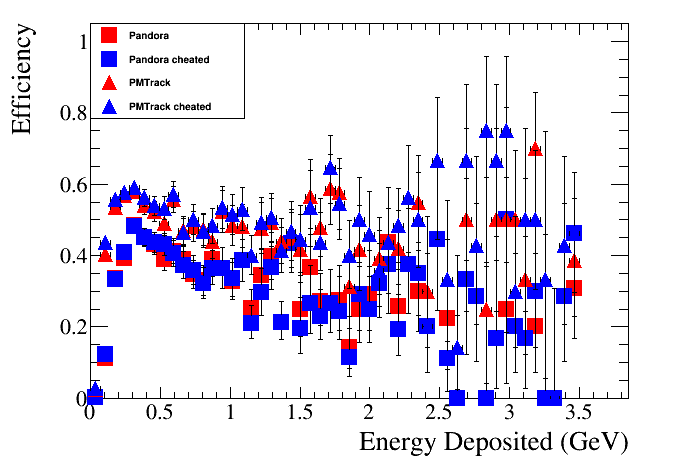 Efficiency
1
0.8
0.6
0.4
0.2
0
Pandora
Pandora cheated
PMTrack
PMTrack cheated
0 0.5 1 1.5 2 2.5 3 3.5
Energy Deposited (GeV)